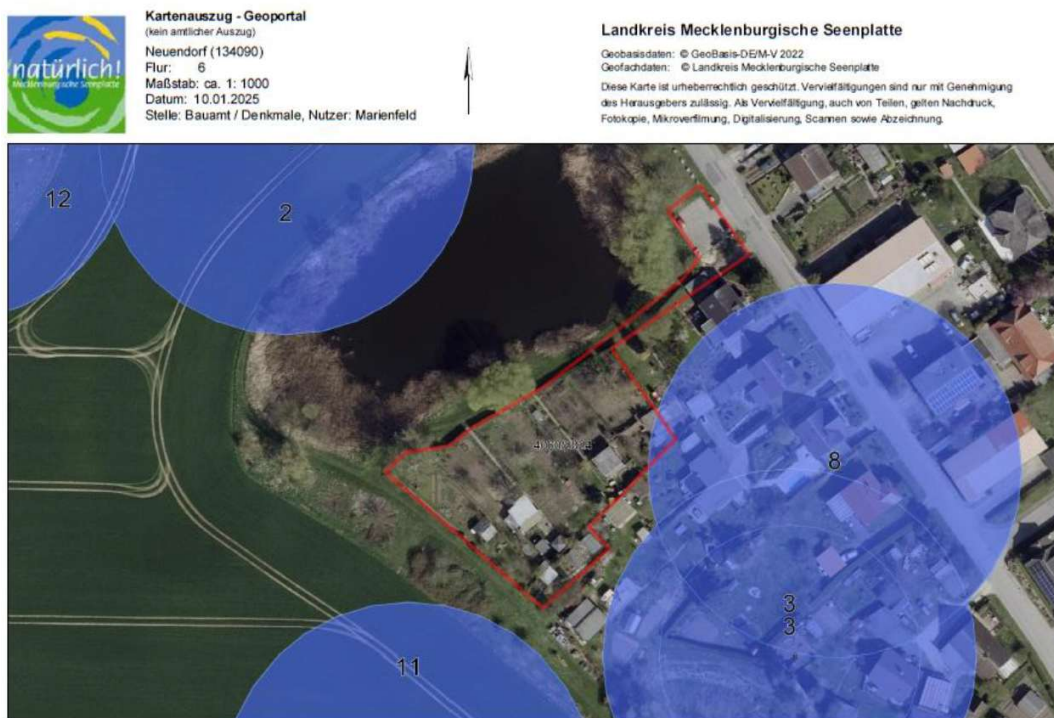 natürlich!
Mecklenburgische Seenplatte
Kartenauszug - Geoportal
(kein amtlicher Auszug)
Neuendorf (134090)
Flur: 6
Maßstab: ca. 1: 1000
Datum: 10.01.2025
Stelle: Bauamt / Denkmale, Nutzer: Marienfeld
Landkreis Mecklenburgische Seenplatte
Geobasisdaten: © GeoBasis-DE/M-V 2022
Geofachdaten: © Landkreis Mecklenburgische Seenplatte
Diese Karte ist urheberrechtlich geschützt. Vervielfältigungen sind nur mit Genehmigung
des Herausgebers zulässig. Als Vervielfältigung, auch von Teilen, gelten Nachdruck,
Fotokopie, Mikroverfilmung, Digitalisierung, Scannen sowie Abzeichnung.
12
2
8
3
3
11